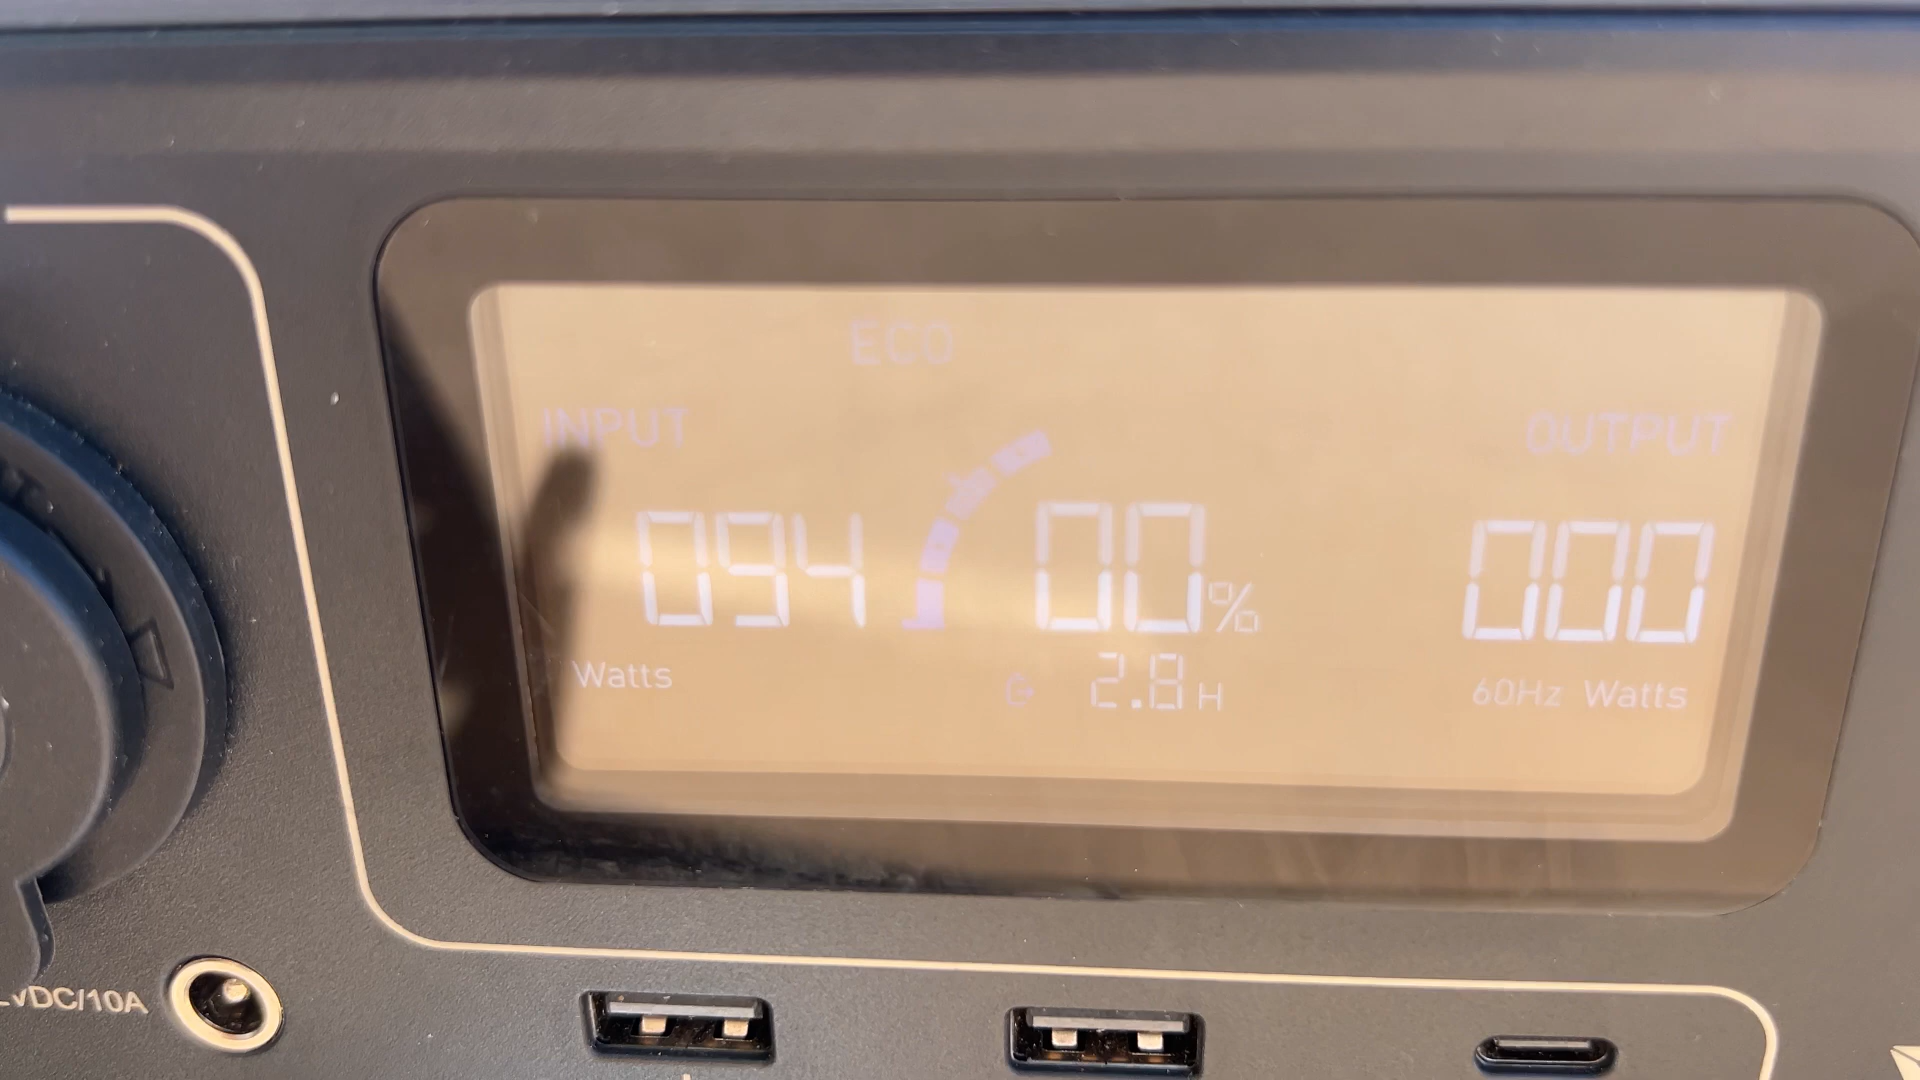 ECO
INPUT
OUTPUT
094
00%
000
Watts
2.8 H
60Hz Watts
VDC/10A